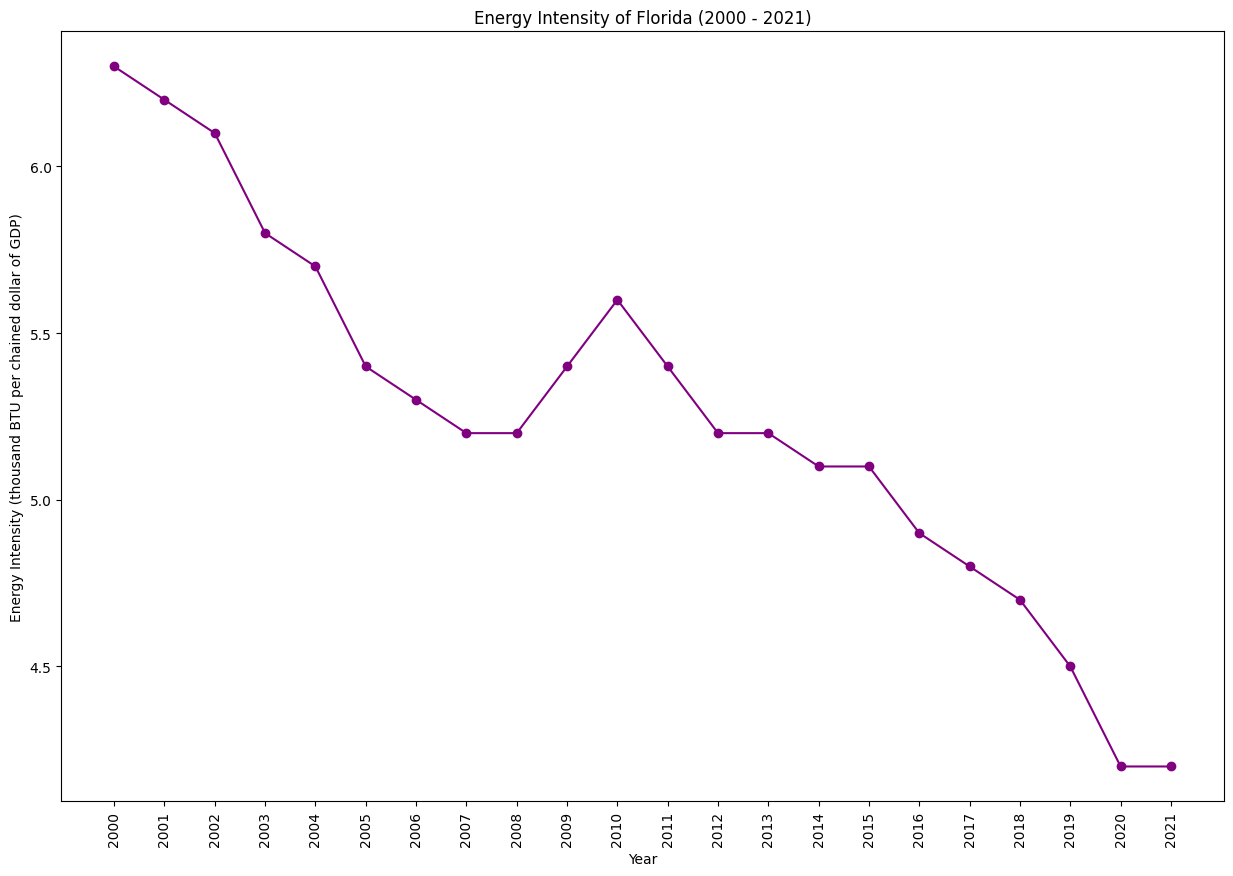 Energy Intensity of Florida (2000 - 2021)
Energy Intensity (thousand BTU per chained dollar of GDP)
6.0
5.5
5.0
4.5
2000 2001 2002 2003 2004 2005 2006 2007 2008 2009 2010 2011 2012 2013 2014 2015 2016 2017 2018 2019 2020 2021
Year